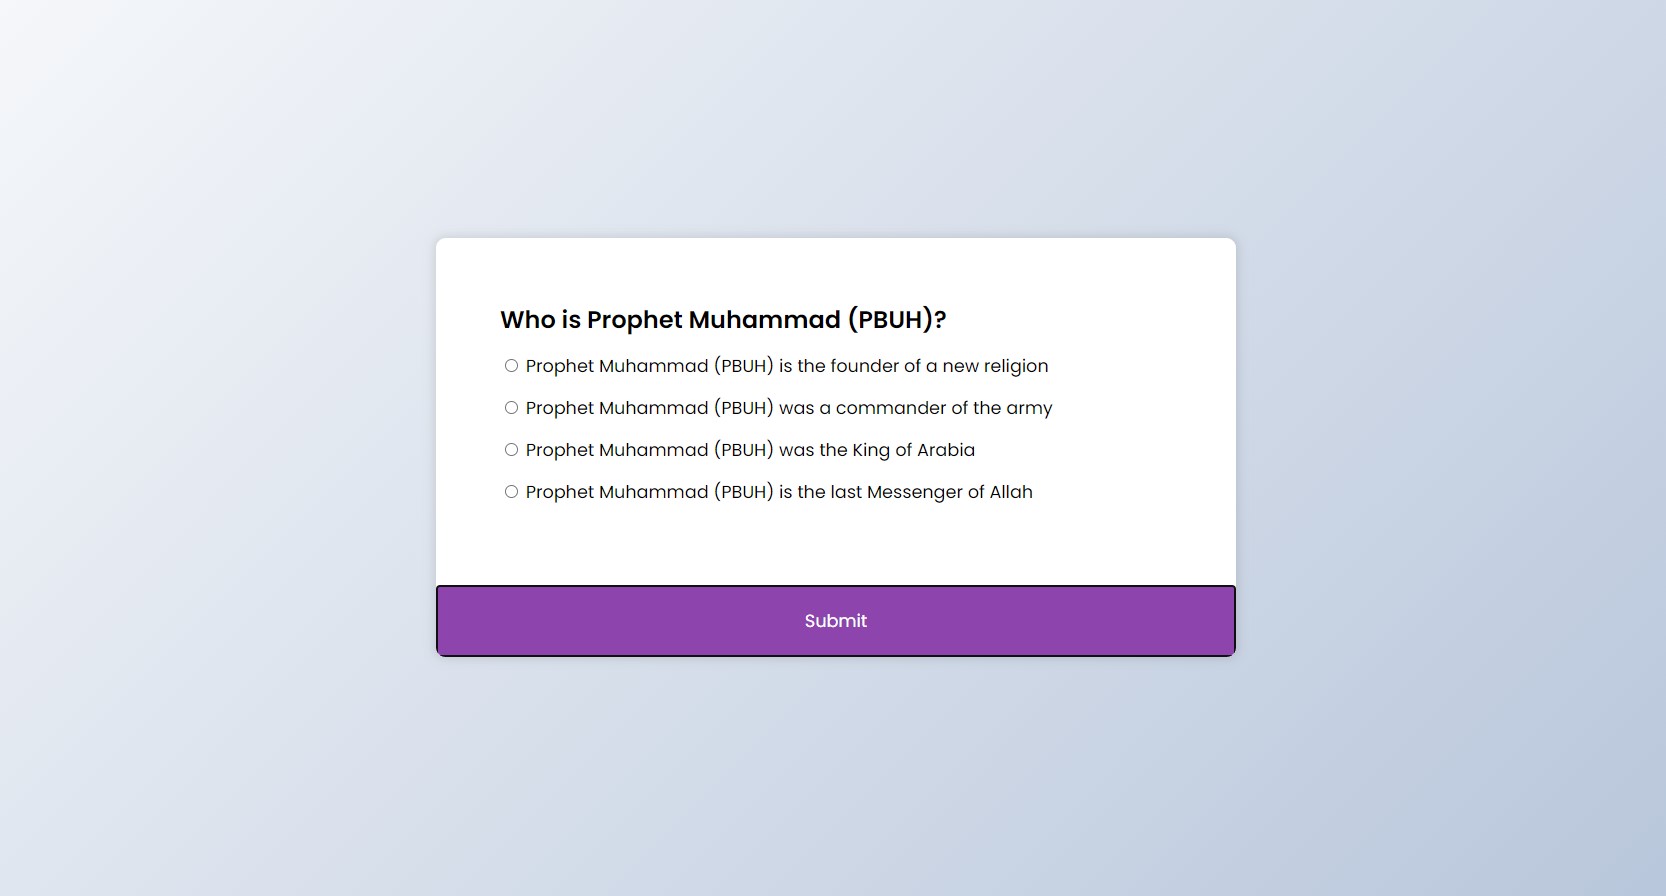 Who is Prophet Muhammad (PBUH)?
Prophet Muhammad (PBUH) is the founder of a new religion
Prophet Muhammad (PBUH) was a commander of the army
Prophet Muhammad (PBUH) was the King of Arabia
Prophet Muhammad (PBUH) is the last Messenger of Allah
Submit